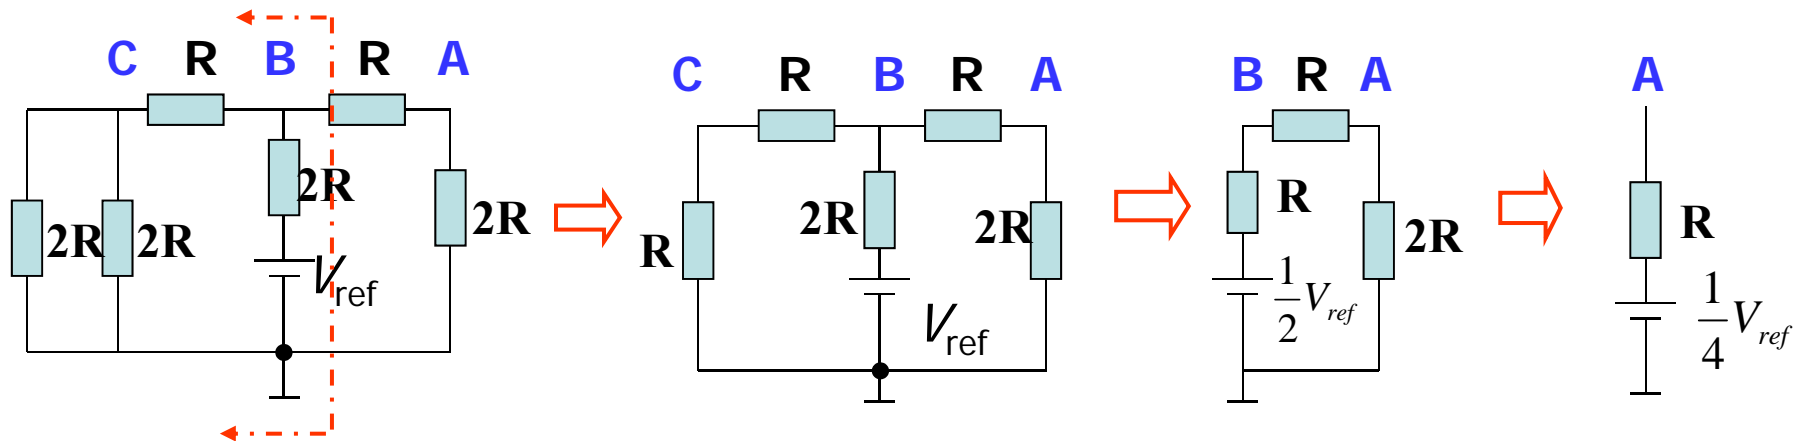 C R B R A
2R 2R 2R 2R
Vref
C R B R A
R 2R 2R
Vref
B R A
R 2R
1/2 Vref
A
R
1/4 Vref